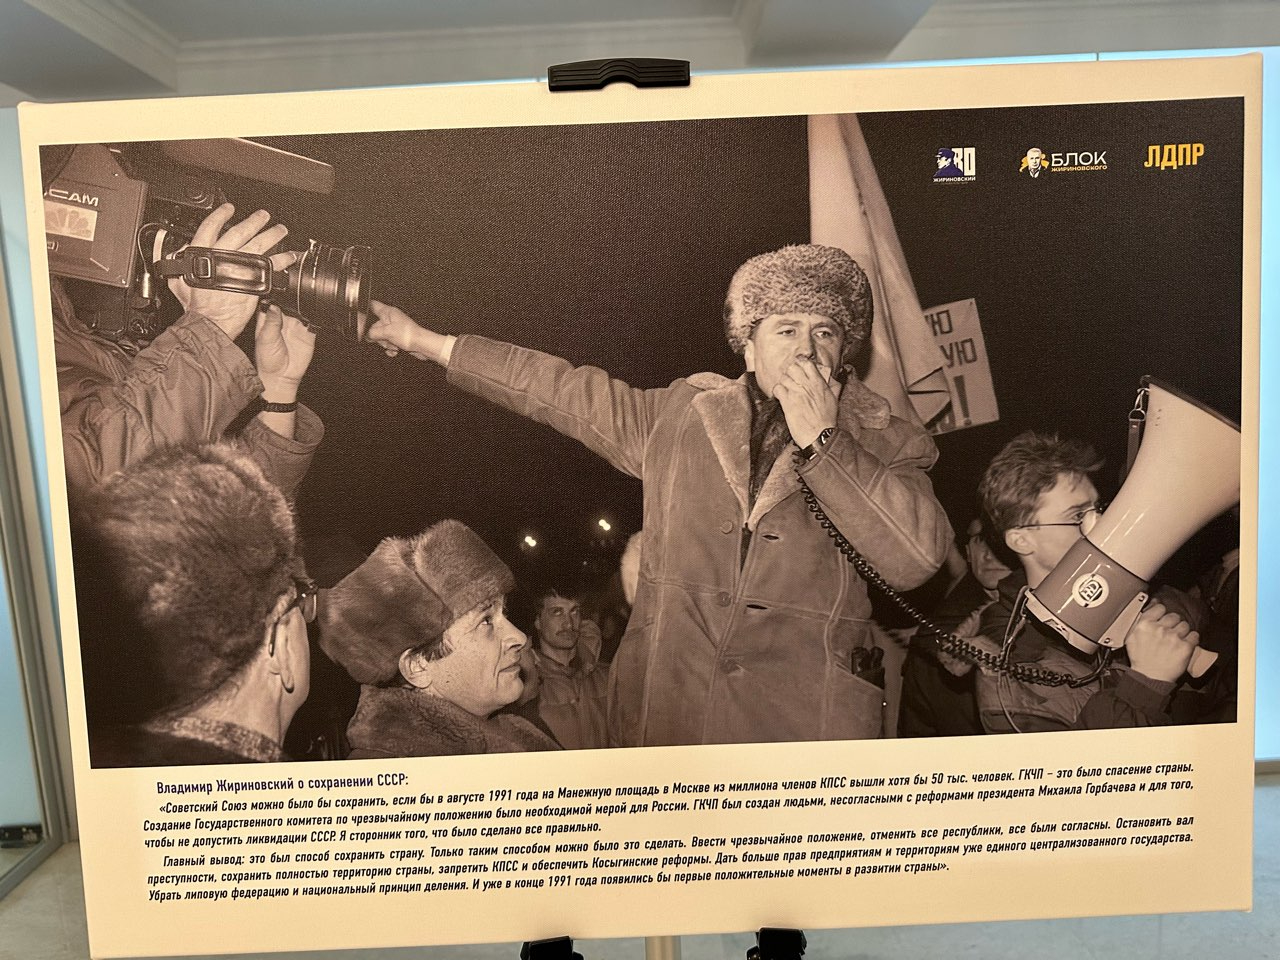 CAM
80
ЖИРИНОВСКИЙ
БЛОК
ЖИРИНОВСКОГО
ЛДПР
Ю
УЮ
!
Владимир Жириновский о сохранении СССР:
«Советский Союз можно было бы сохранить, если бы в августе 1991 года на Манежную площадь в Москве из миллиона членов КПСС вышли хотя бы 50 тыс. человек. ГКЧП – это было спасение страны.
Создание Государственного комитета по чрезвычайному положению было необходимой мерой для России. ГКЧП был создан людьми, несогласными с реформами президента Михаила Горбачева и для того,
чтобы не допустить ликвидации СССР. Я сторонник того, что было сделано все правильно.
Главный вывод: это был способ сохранить страну. Только таким способом можно было это сделать. Ввести чрезвычайное положение, отменить все республики, все были согласны. Остановить вал
преступности, сохранить полностью территорию страны, запретить КПСС и обеспечить Косыгинские реформы. Дать больше прав предприятиям и территориям уже единого централизованного государства.
Убрать липовую федерацию и национальный принцип деления. И уже в конце 1991 года появились бы первые положительные моменты в развитии страны».